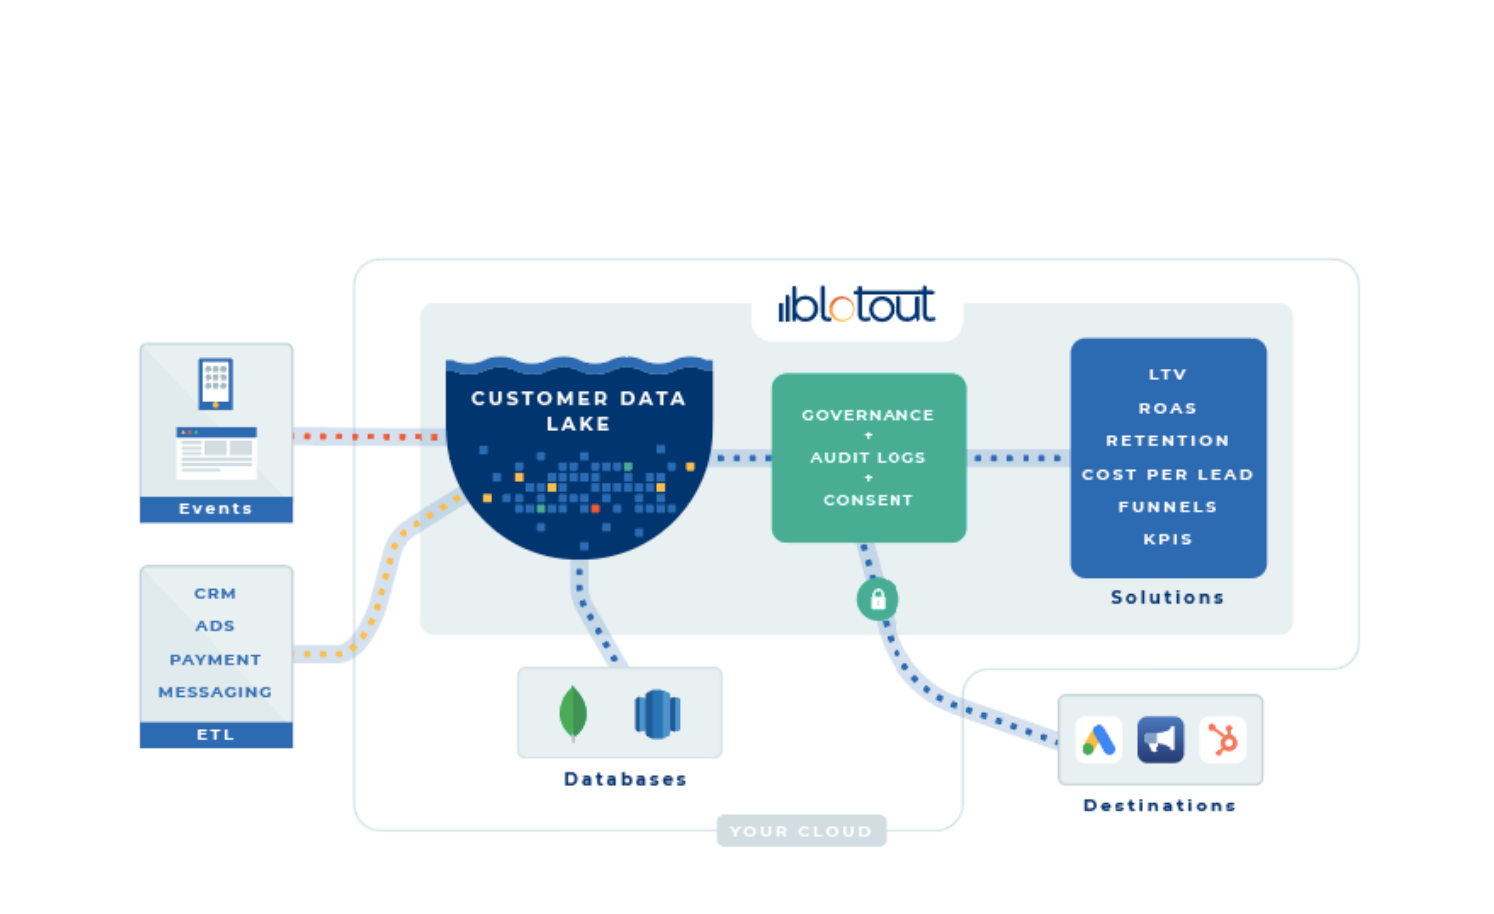 blotout
CUSTOMER DATA
LAKE
GOVERNANCE
+
AUDIT LOGS
+
CONSENT
LTV
ROAS
RETENTION
COST PER LEAD
FUNNELS
KPIS
Solutions
Events
CRM
ADS
PAYMENT
MESSAGING
ETL
Databases
Destinations
YOUR CLOUD